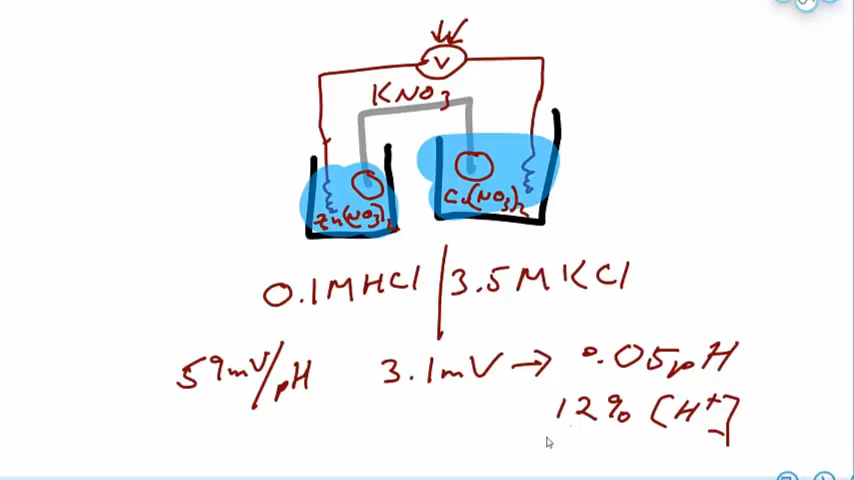 V
KNO3
Zn(NO3)2
Cu(NO3)2
0.1MHCl | 3.5MKCl
59mV/pH 3.1mV → 0.05pH
12% [H+]